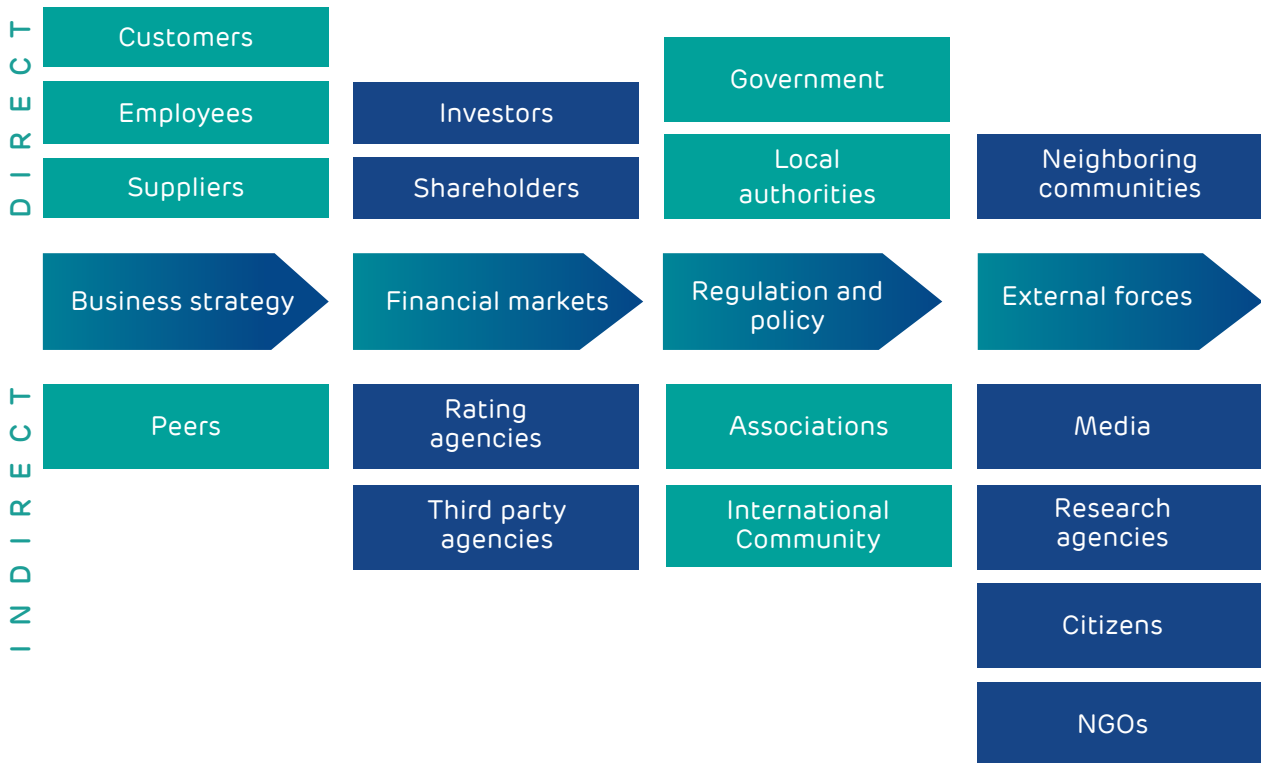 DIRECT
Customers
Employees
Suppliers
Investors
Shareholders
Government
Local
authorities
Neighboring
communities
Business strategy
Financial markets
Regulation and
policy
External forces
INDIRECT
Peers
Rating
agencies
Third party
agencies
Associations
International
Community
Media
Research
agencies
Citizens
NGOs